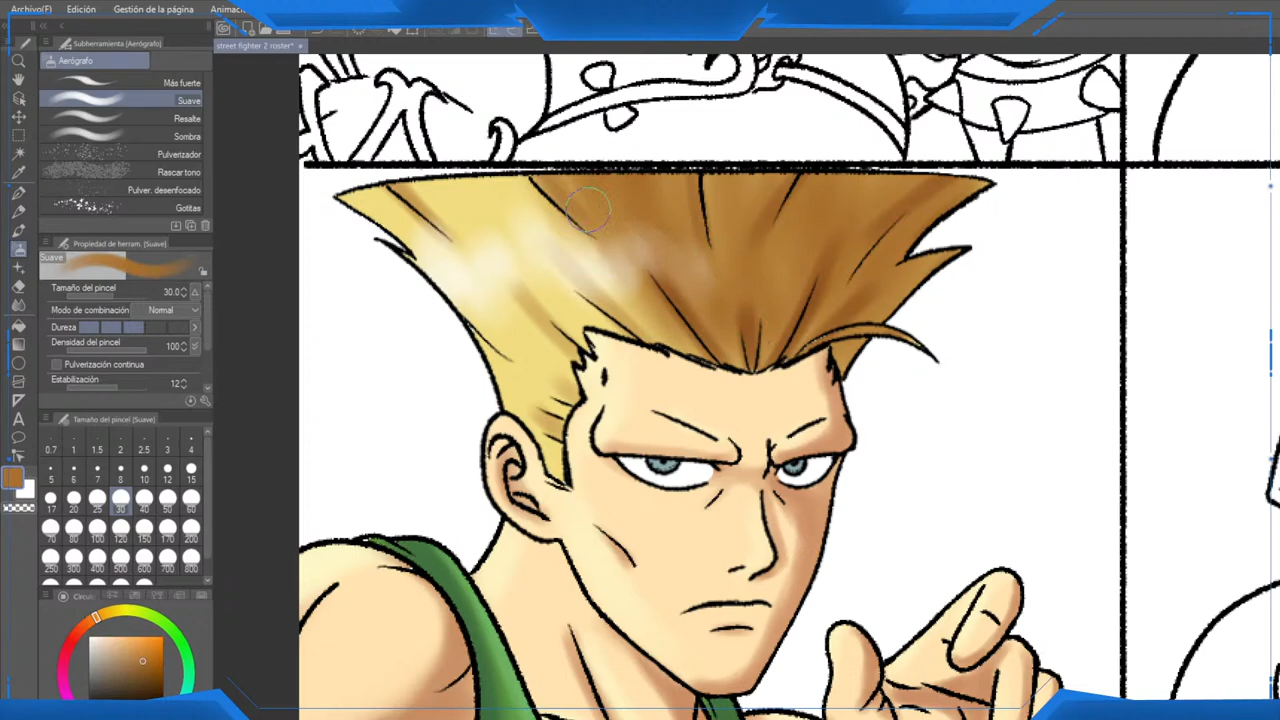 Archivo(F) Edición Gestión de la página Animació
street fighter 2 roster*
Subherramienta (Aerógrafo)
Aerógrafo
Más fuerte
Suave
Resalte
Sombra
Pulverizador
Rascar tono
Pulver. desenfocado
Gotitas
Propiedad de herram. (Suave)
Suave
Tamaño del pincel 30.0
Modo de combinación Normal
Dureza
Densidad del pincel 100
Pulverización continua
Estabilización 12
Tamaño del pincel (Suave)
0.7 1 1.5 2 2.5 3 4
5 6 7 8 10 12 15
17 20 25 30 40 50 60
70 80 100 120 150 170 200
250 300 400 500 600 700 800
Círculo